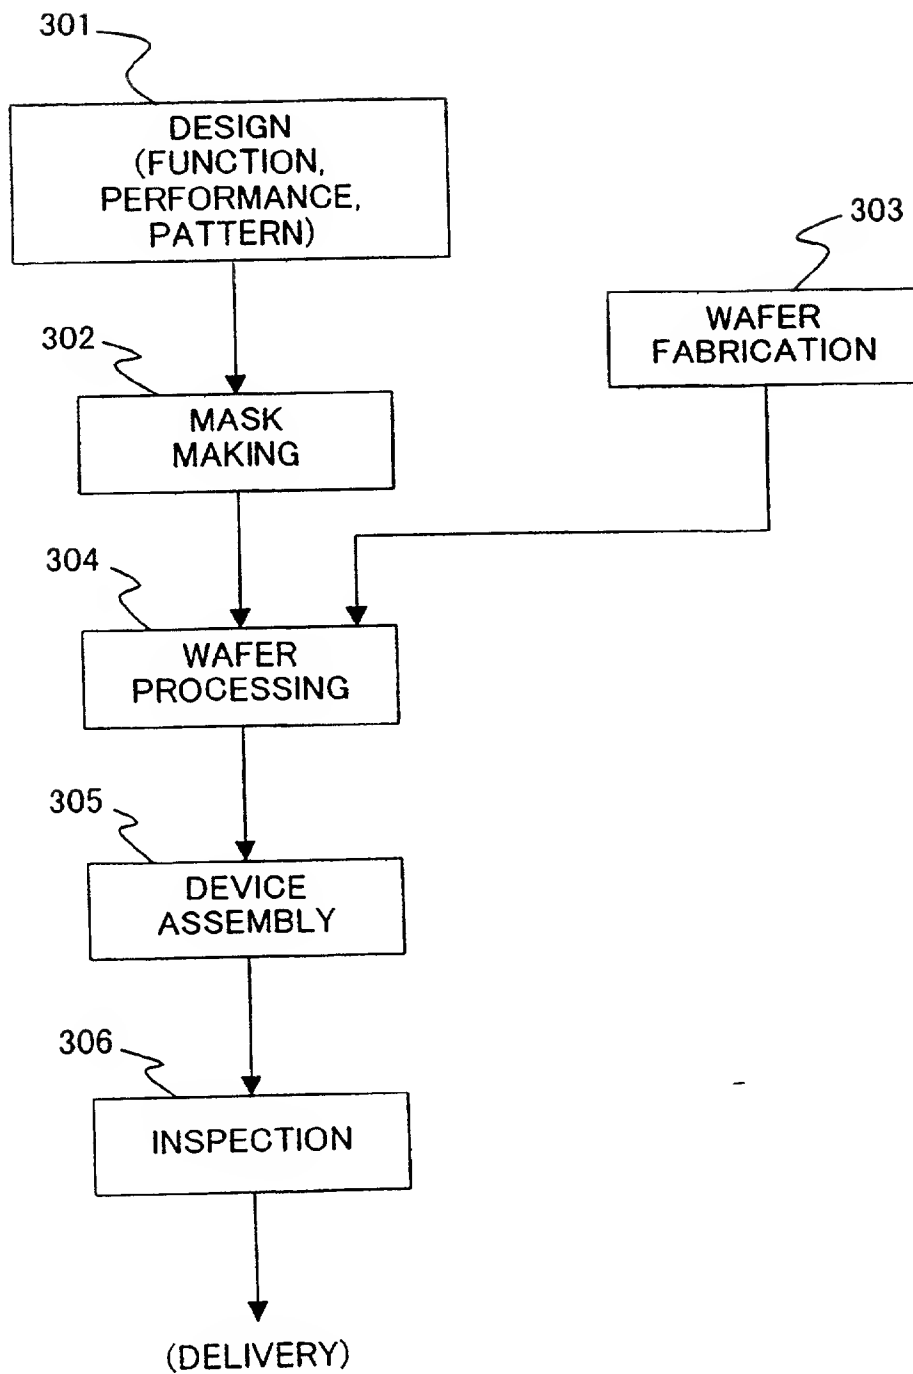 301
DESIGN
(FUNCTION,
PERFORMANCE,
PATTERN)
303
WAFER
FABRICATION
302
MASK
MAKING
304
WAFER
PROCESSING
305
DEVICE
ASSEMBLY
306
INSPECTION
(DELIVERY)